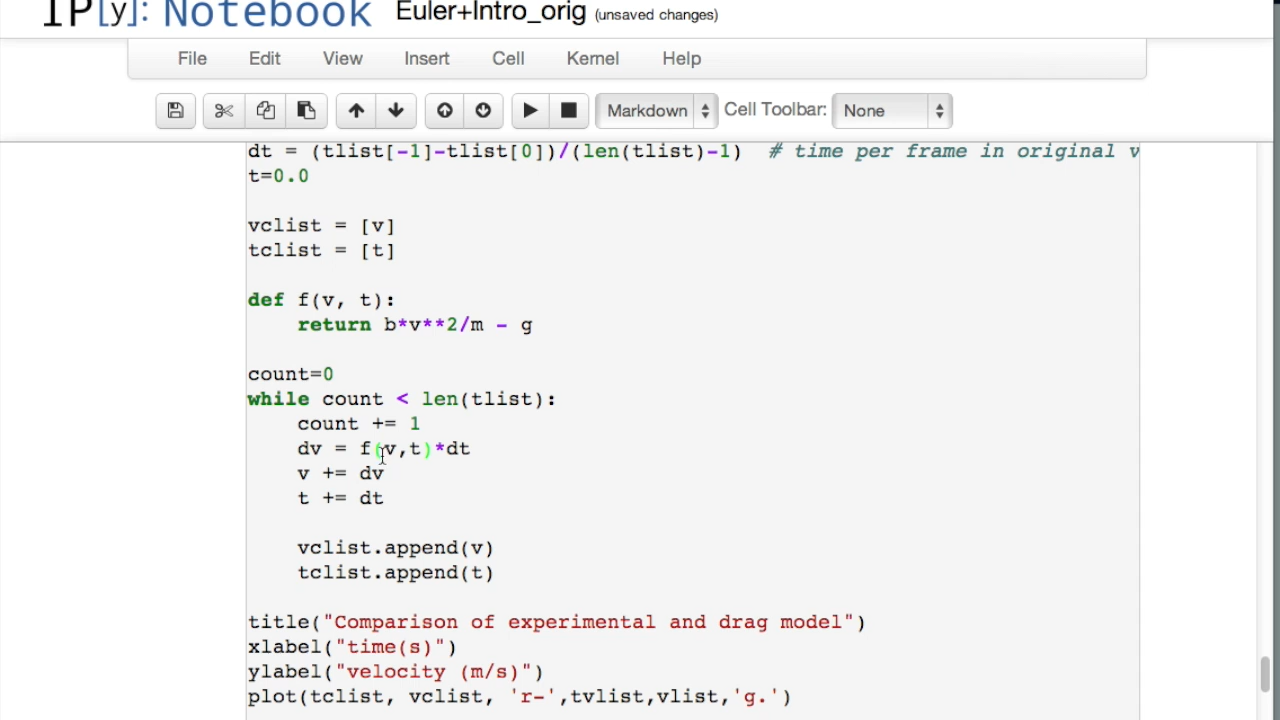 IP[y]: Notebook Euler+Intro_orig (unsaved changes)
File Edit View Insert Cell Kernel Help
Markdown Cell Toolbar: None
dt = (tlist[-1]-tlist[0])/(len(tlist)-1)  # time per frame in original v
t=0.0
vclist = [v]
tclist = [t]
def f(v, t):
    return b*v**2/m - g
count=0
while count < len(tlist):
    count += 1
    dv = f(v,t)*dt
    v += dv
    t += dt
    vclist.append(v)
    tclist.append(t)
title("Comparison of experimental and drag model")
xlabel("time(s)")
ylabel("velocity (m/s)")
plot(tclist, vclist, 'r-',tvlist,vlist,'g.')